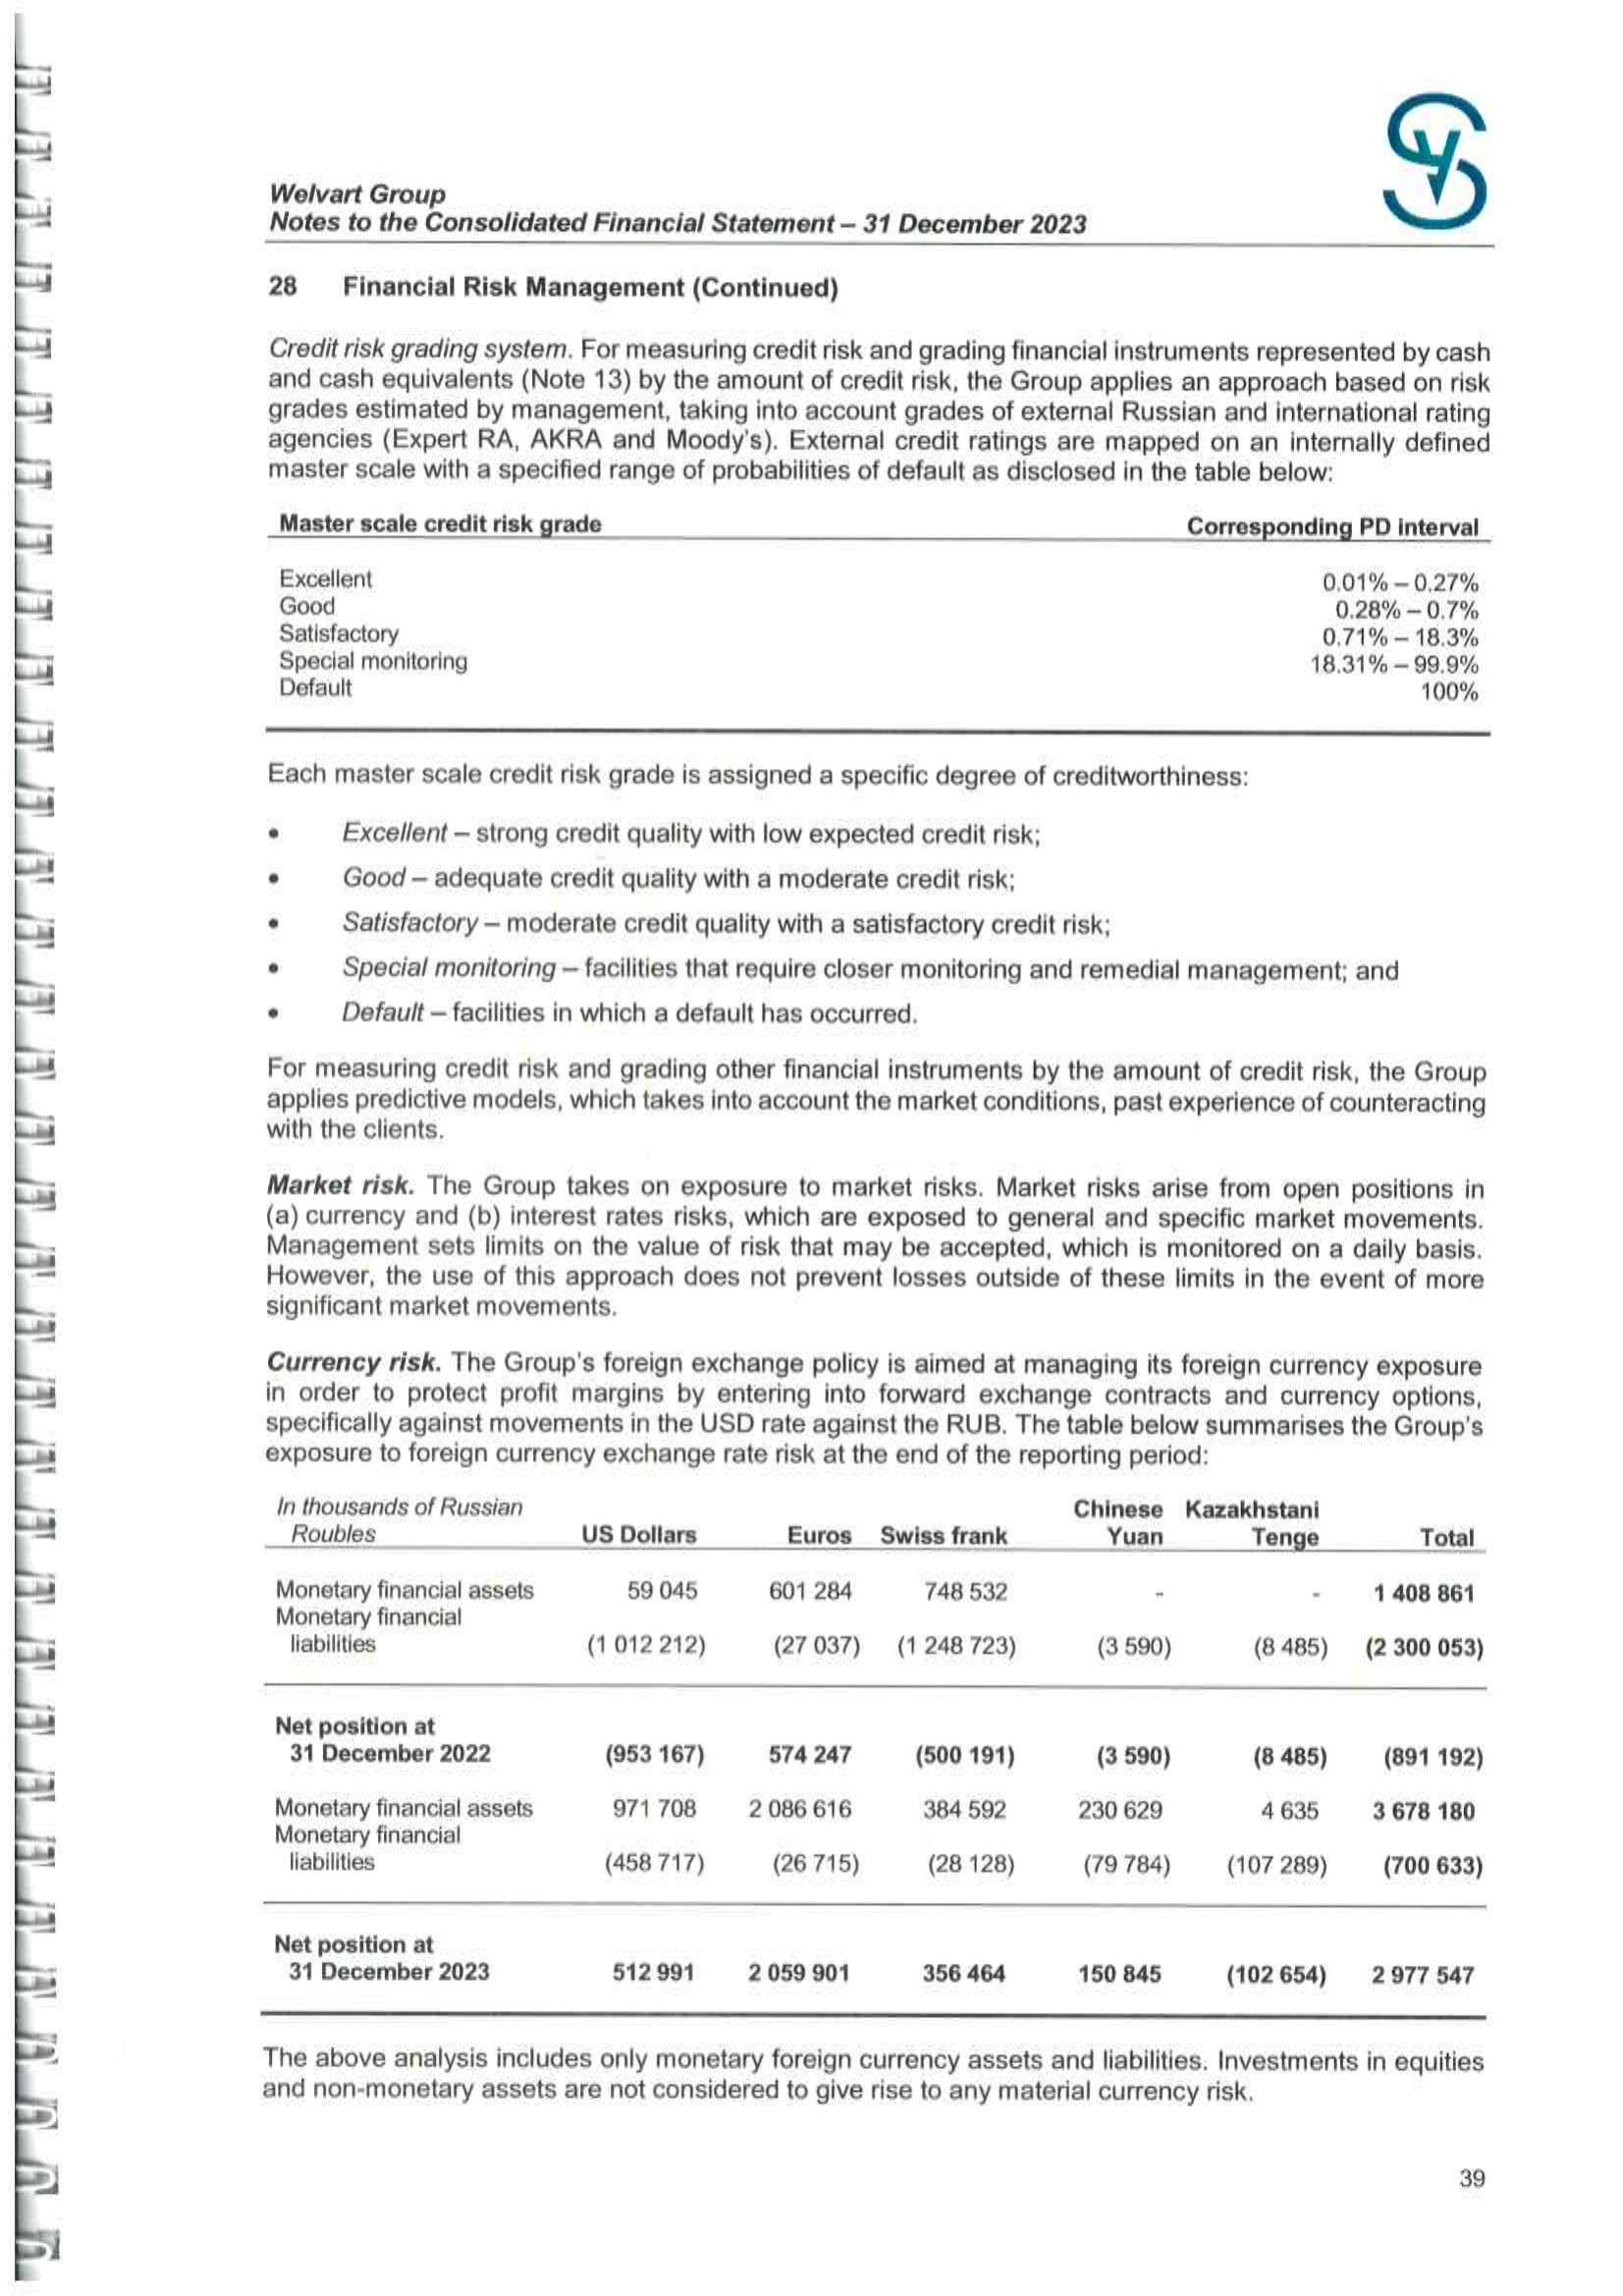 Welvart Group
Notes to the Consolidated Financial Statement – 31 December 2023
28 Financial Risk Management (Continued)
Credit risk grading system. For measuring credit risk and grading financial instruments represented by cash
and cash equivalents (Note 13) by the amount of credit risk, the Group applies an approach based on risk
grades estimated by management, taking into account grades of external Russian and international rating
agencies (Expert RA, AKRA and Moody's). External credit ratings are mapped on an internally defined
master scale with a specified range of probabilities of default as disclosed in the table below:
Master scale credit risk grade Corresponding PD interval
Excellent 0.01% – 0.27%
Good 0.28% – 0.7%
Satisfactory 0.71% – 18.3%
Special monitoring 18.31% – 99.9%
Default 100%
Each master scale credit risk grade is assigned a specific degree of creditworthiness:
• Excellent – strong credit quality with low expected credit risk;
• Good – adequate credit quality with a moderate credit risk;
• Satisfactory – moderate credit quality with a satisfactory credit risk;
• Special monitoring – facilities that require closer monitoring and remedial management; and
• Default – facilities in which a default has occurred.
For measuring credit risk and grading other financial instruments by the amount of credit risk, the Group
applies predictive models, which takes into account the market conditions, past experience of counteracting
with the clients.
Market risk. The Group takes on exposure to market risks. Market risks arise from open positions in
(a) currency and (b) interest rates risks, which are exposed to general and specific market movements.
Management sets limits on the value of risk that may be accepted, which is monitored on a daily basis.
However, the use of this approach does not prevent losses outside of these limits in the event of more
significant market movements.
Currency risk. The Group's foreign exchange policy is aimed at managing its foreign currency exposure
in order to protect profit margins by entering into forward exchange contracts and currency options,
specifically against movements in the USD rate against the RUB. The table below summarises the Group's
exposure to foreign currency exchange rate risk at the end of the reporting period:
In thousands of Russian Chinese Kazakhstani
Roubles US Dollars Euros Swiss frank Yuan Tenge Total
Monetary financial assets 59 045 601 284 748 532 - - 1 408 861
Monetary financial
liabilities (1 012 212) (27 037) (1 248 723) (3 590) (8 485) (2 300 053)
Net position at
31 December 2022 (953 167) 574 247 (500 191) (3 590) (8 485) (891 192)
Monetary financial assets 971 708 2 086 616 384 592 230 629 4 635 3 678 180
Monetary financial
liabilities (458 717) (26 715) (28 128) (79 784) (107 289) (700 633)
Net position at
31 December 2023 512 991 2 059 901 356 464 150 845 (102 654) 2 977 547
The above analysis includes only monetary foreign currency assets and liabilities. Investments in equities
and non-monetary assets are not considered to give rise to any material currency risk.
39